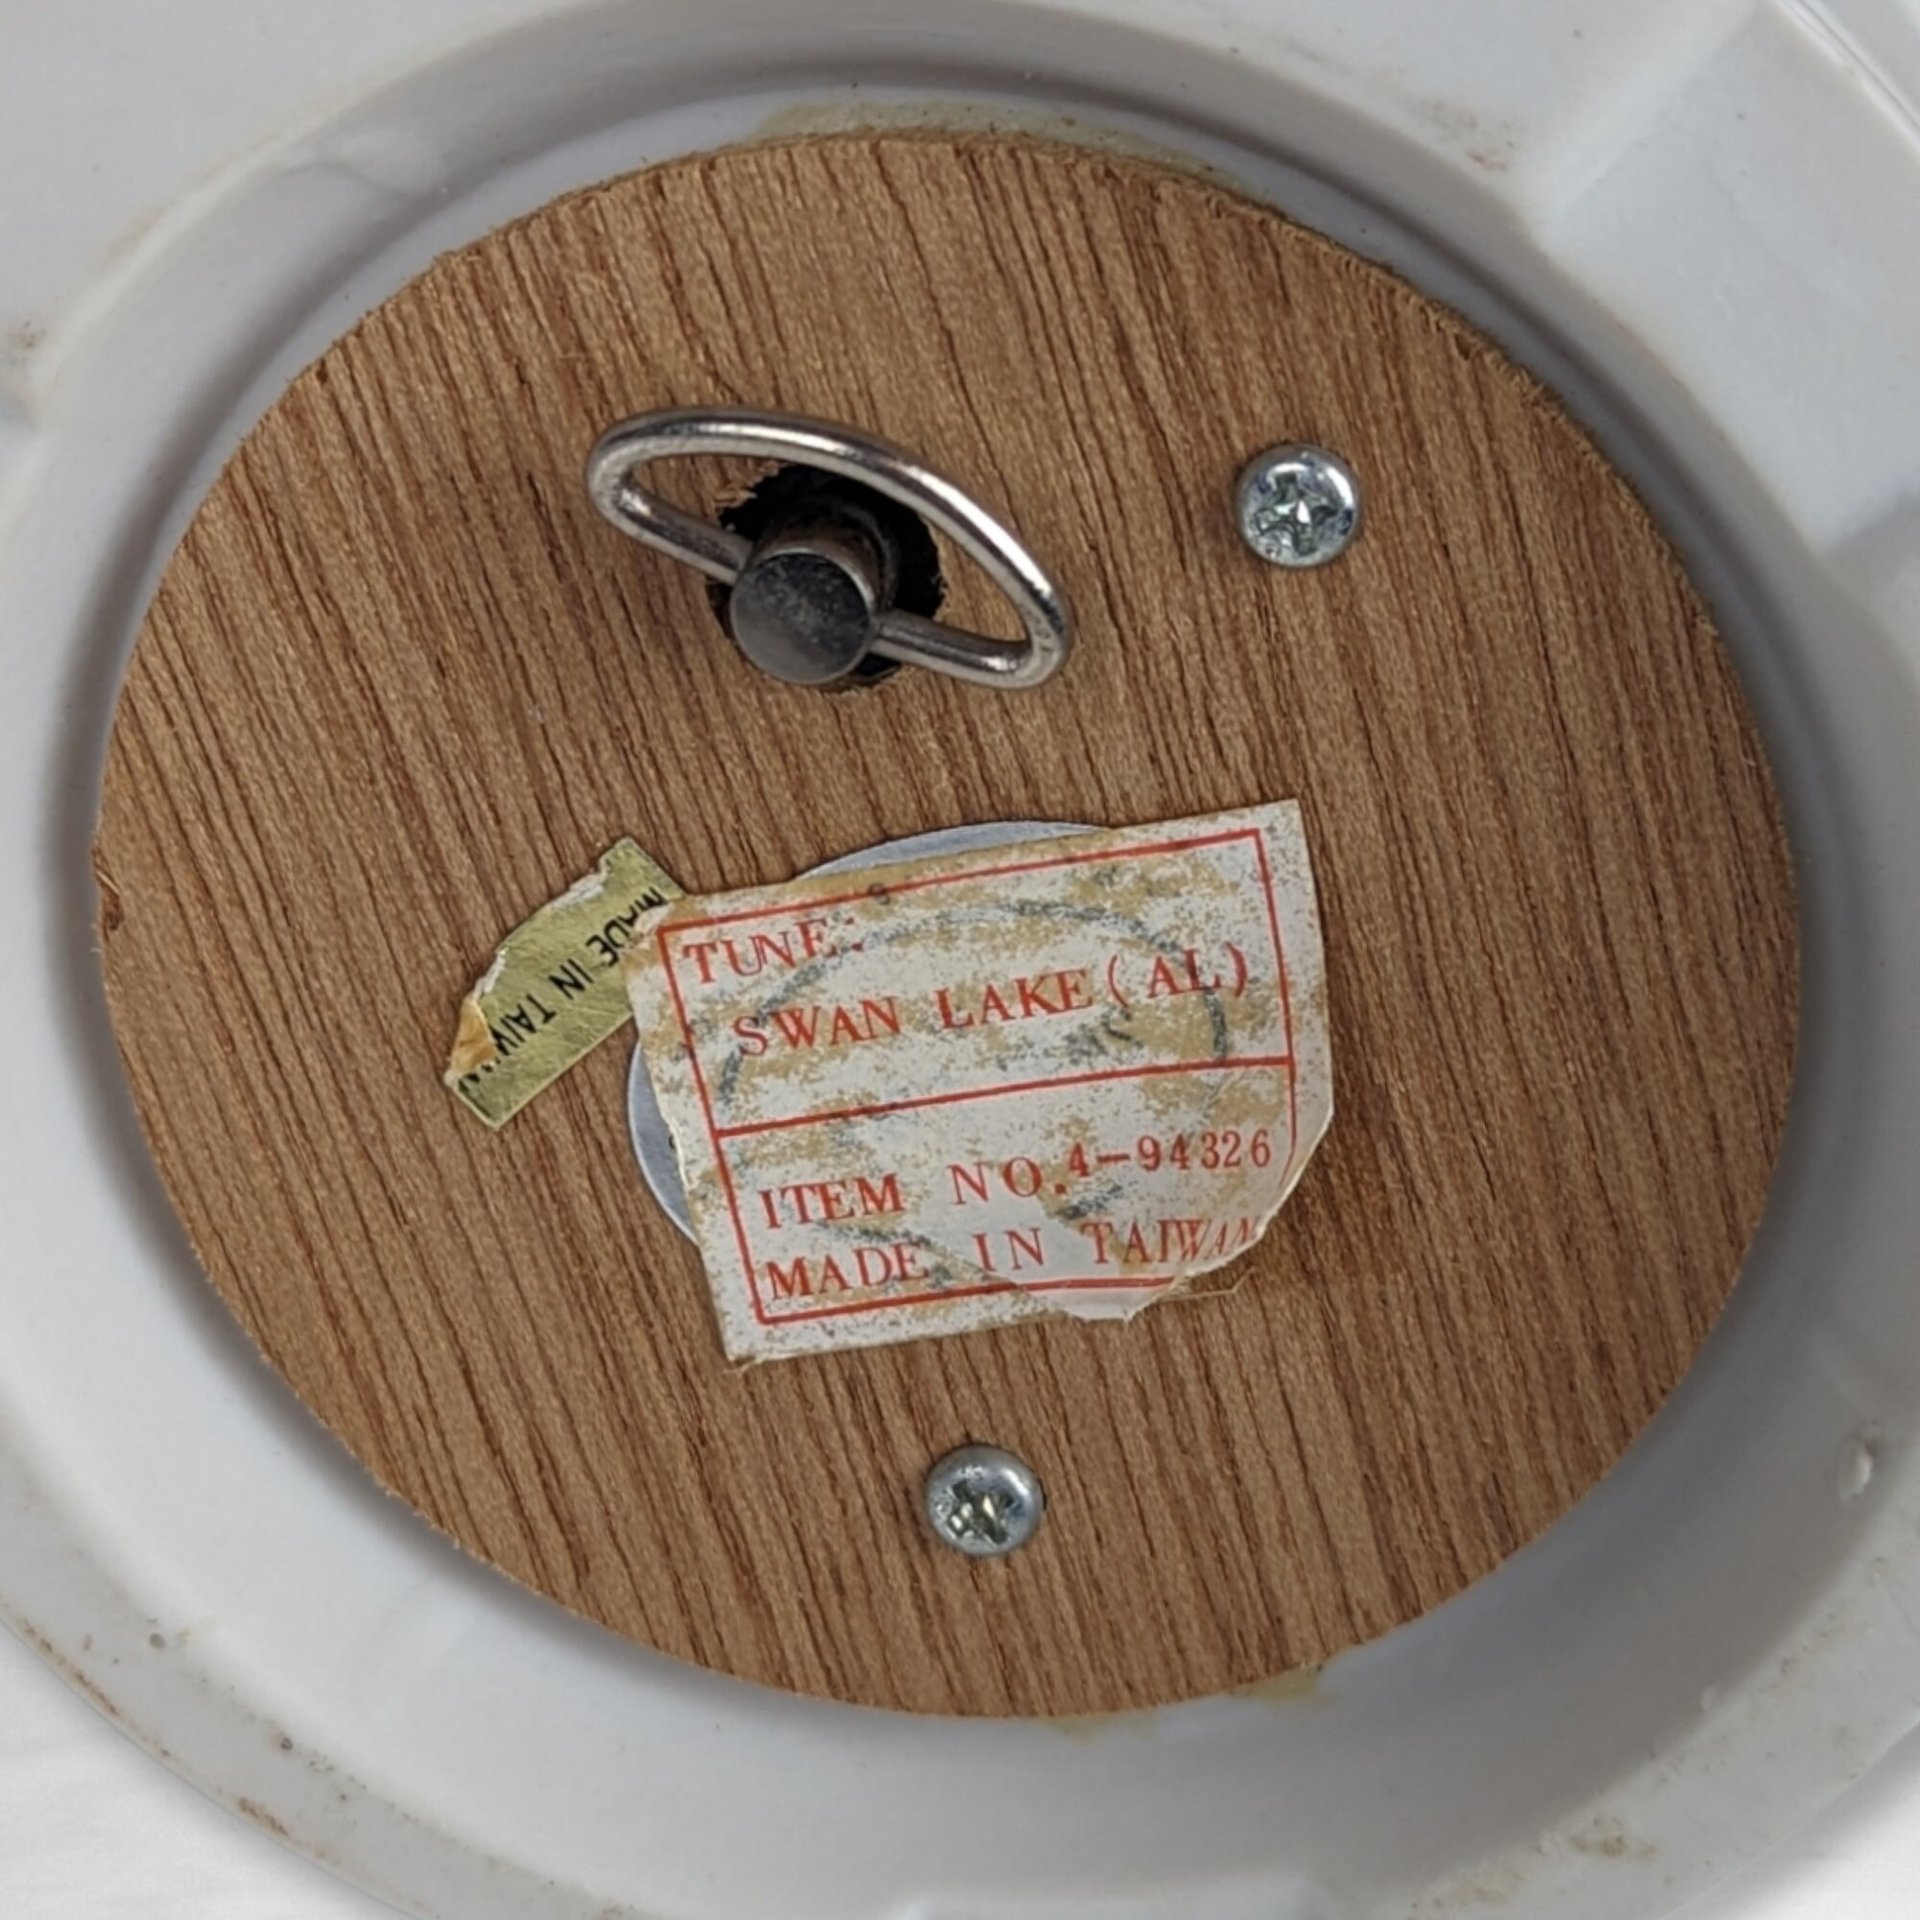 MADE IN TAIWAN
TUNE:
SWAN LAKE (AL)
ITEM NO.4-94326
MADE IN TAIWAN